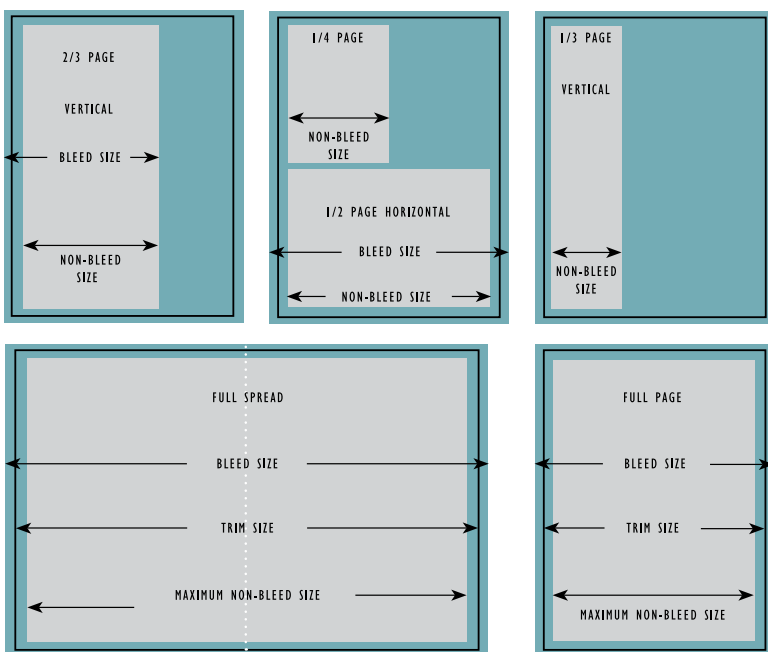 2/3 PAGE
VERTICAL
BLEED SIZE
NON-BLEED
SIZE
1/4 PAGE
NON-BLEED
SIZE
1/2 PAGE HORIZONTAL
BLEED SIZE
NON-BLEED SIZE
1/3 PAGE
VERTICAL
NON-BLEED
SIZE
FULL SPREAD
BLEED SIZE
TRIM SIZE
MAXIMUM NON-BLEED SIZE
FULL PAGE
BLEED SIZE
TRIM SIZE
MAXIMUM NON-BLEED SIZE